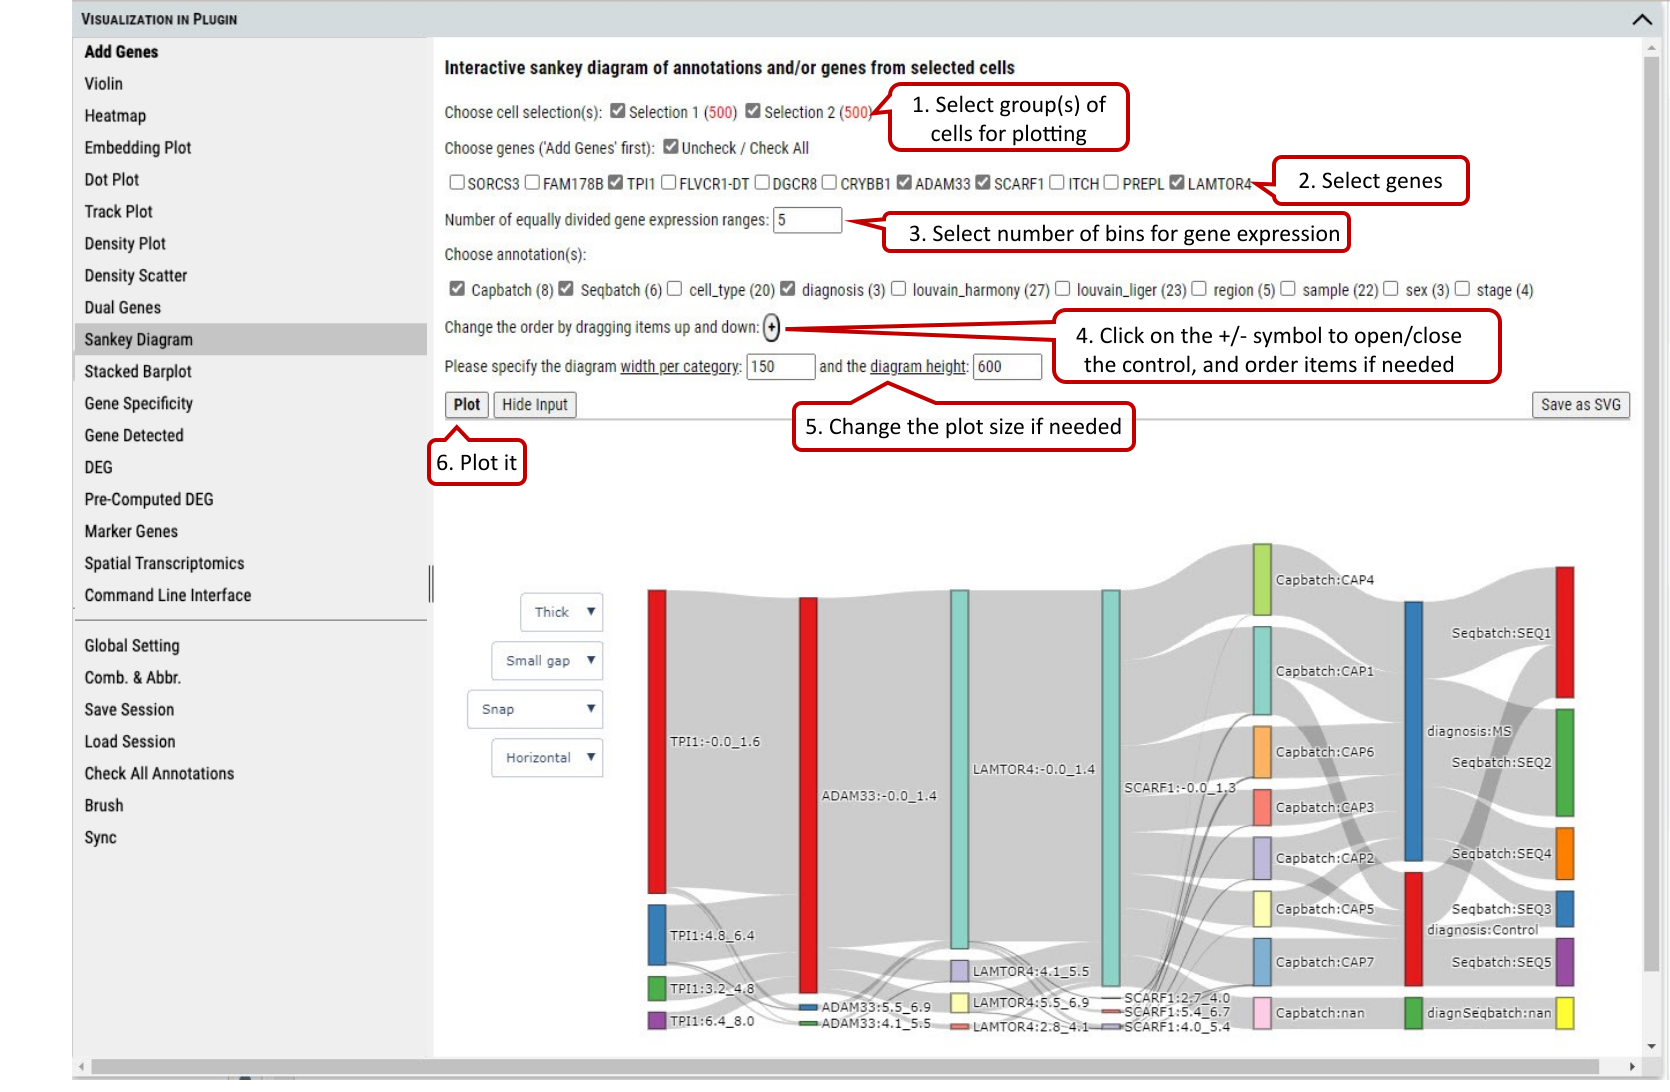 VISUALIZATION IN PLUGIN
Add Genes
Violin
Heatmap
Embedding Plot
Dot Plot
Track Plot
Density Plot
Density Scatter
Dual Genes
Sankey Diagram
Stacked Barplot
Gene Specificity
Gene Detected
DEG
Pre-Computed DEG
Marker Genes
Spatial Transcriptomics
Command Line Interface
Global Setting
Comb. & Abbr.
Save Session
Load Session
Check All Annotations
Brush
Sync
Interactive sankey diagram of annotations and/or genes from selected cells
Choose cell selection(s): Selection 1 (500) Selection 2 (500)
1. Select group(s) of
cells for plotting
Choose genes ('Add Genes' first): Uncheck / Check All
SORCS3 FAM178B TPI1 FLVCR1-DT DGCR8 CRYBB1 ADAM33 SCARF1 ITCH PREPL LAMTOR4
2. Select genes
Number of equally divided gene expression ranges: 5
3. Select number of bins for gene expression
Choose annotation(s):
Capbatch (8) Seqbatch (6) cell_type (20) diagnosis (3) louvain_harmony (27) louvain_liger (23) region (5) sample (22) sex (3) stage (4)
Change the order by dragging items up and down: +
4. Click on the +/- symbol to open/close
the control, and order items if needed
Please specify the diagram width per category: 150 and the diagram height: 600
Plot Hide Input
5. Change the plot size if needed
Save as SVG
6. Plot it
Thick
Small gap
Snap
Horizontal
TPI1:-0.0_1.6
TPI1:4.8_6.4
TPI1:3.2_4.8
TPI1:6.4_8.0
ADAM33:-0.0_1.4
ADAM33:5.5_6.9
ADAM33:4.1_5.5
LAMTOR4:-0.0_1.4
LAMTOR4:4.1_5.5
LAMTOR4:5.5_6.9
LAMTOR4:2.8_4.1
SCARF1:-0.0_1.3
SCARF1:2.7_4.0
SCARF1:5.4_6.7
SCARF1:4.0_5.4
Capbatch:CAP4
Capbatch:CAP1
Capbatch:CAP6
Capbatch:CAP3
Capbatch:CAP2
Capbatch:CAP5
Capbatch:CAP7
Capbatch:nan
diagnosis:MS
diagnosis:Control
Seqbatch:SEQ1
Seqbatch:SEQ2
Seqbatch:SEQ4
Seqbatch:SEQ3
Seqbatch:SEQ5
diagnSeqbatch:nan